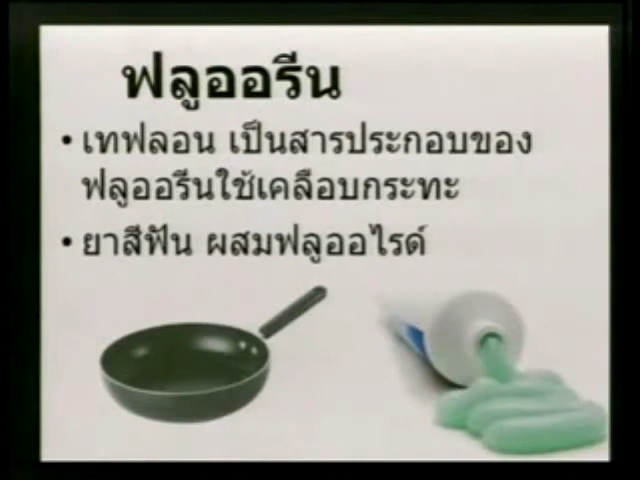 ฟลูออรีน
• เทฟลอน เป็นสารประกอบของ
ฟลูออรีนใช้เคลือบกระทะ
• ยาสีฟัน ผสมฟลูออไรด์